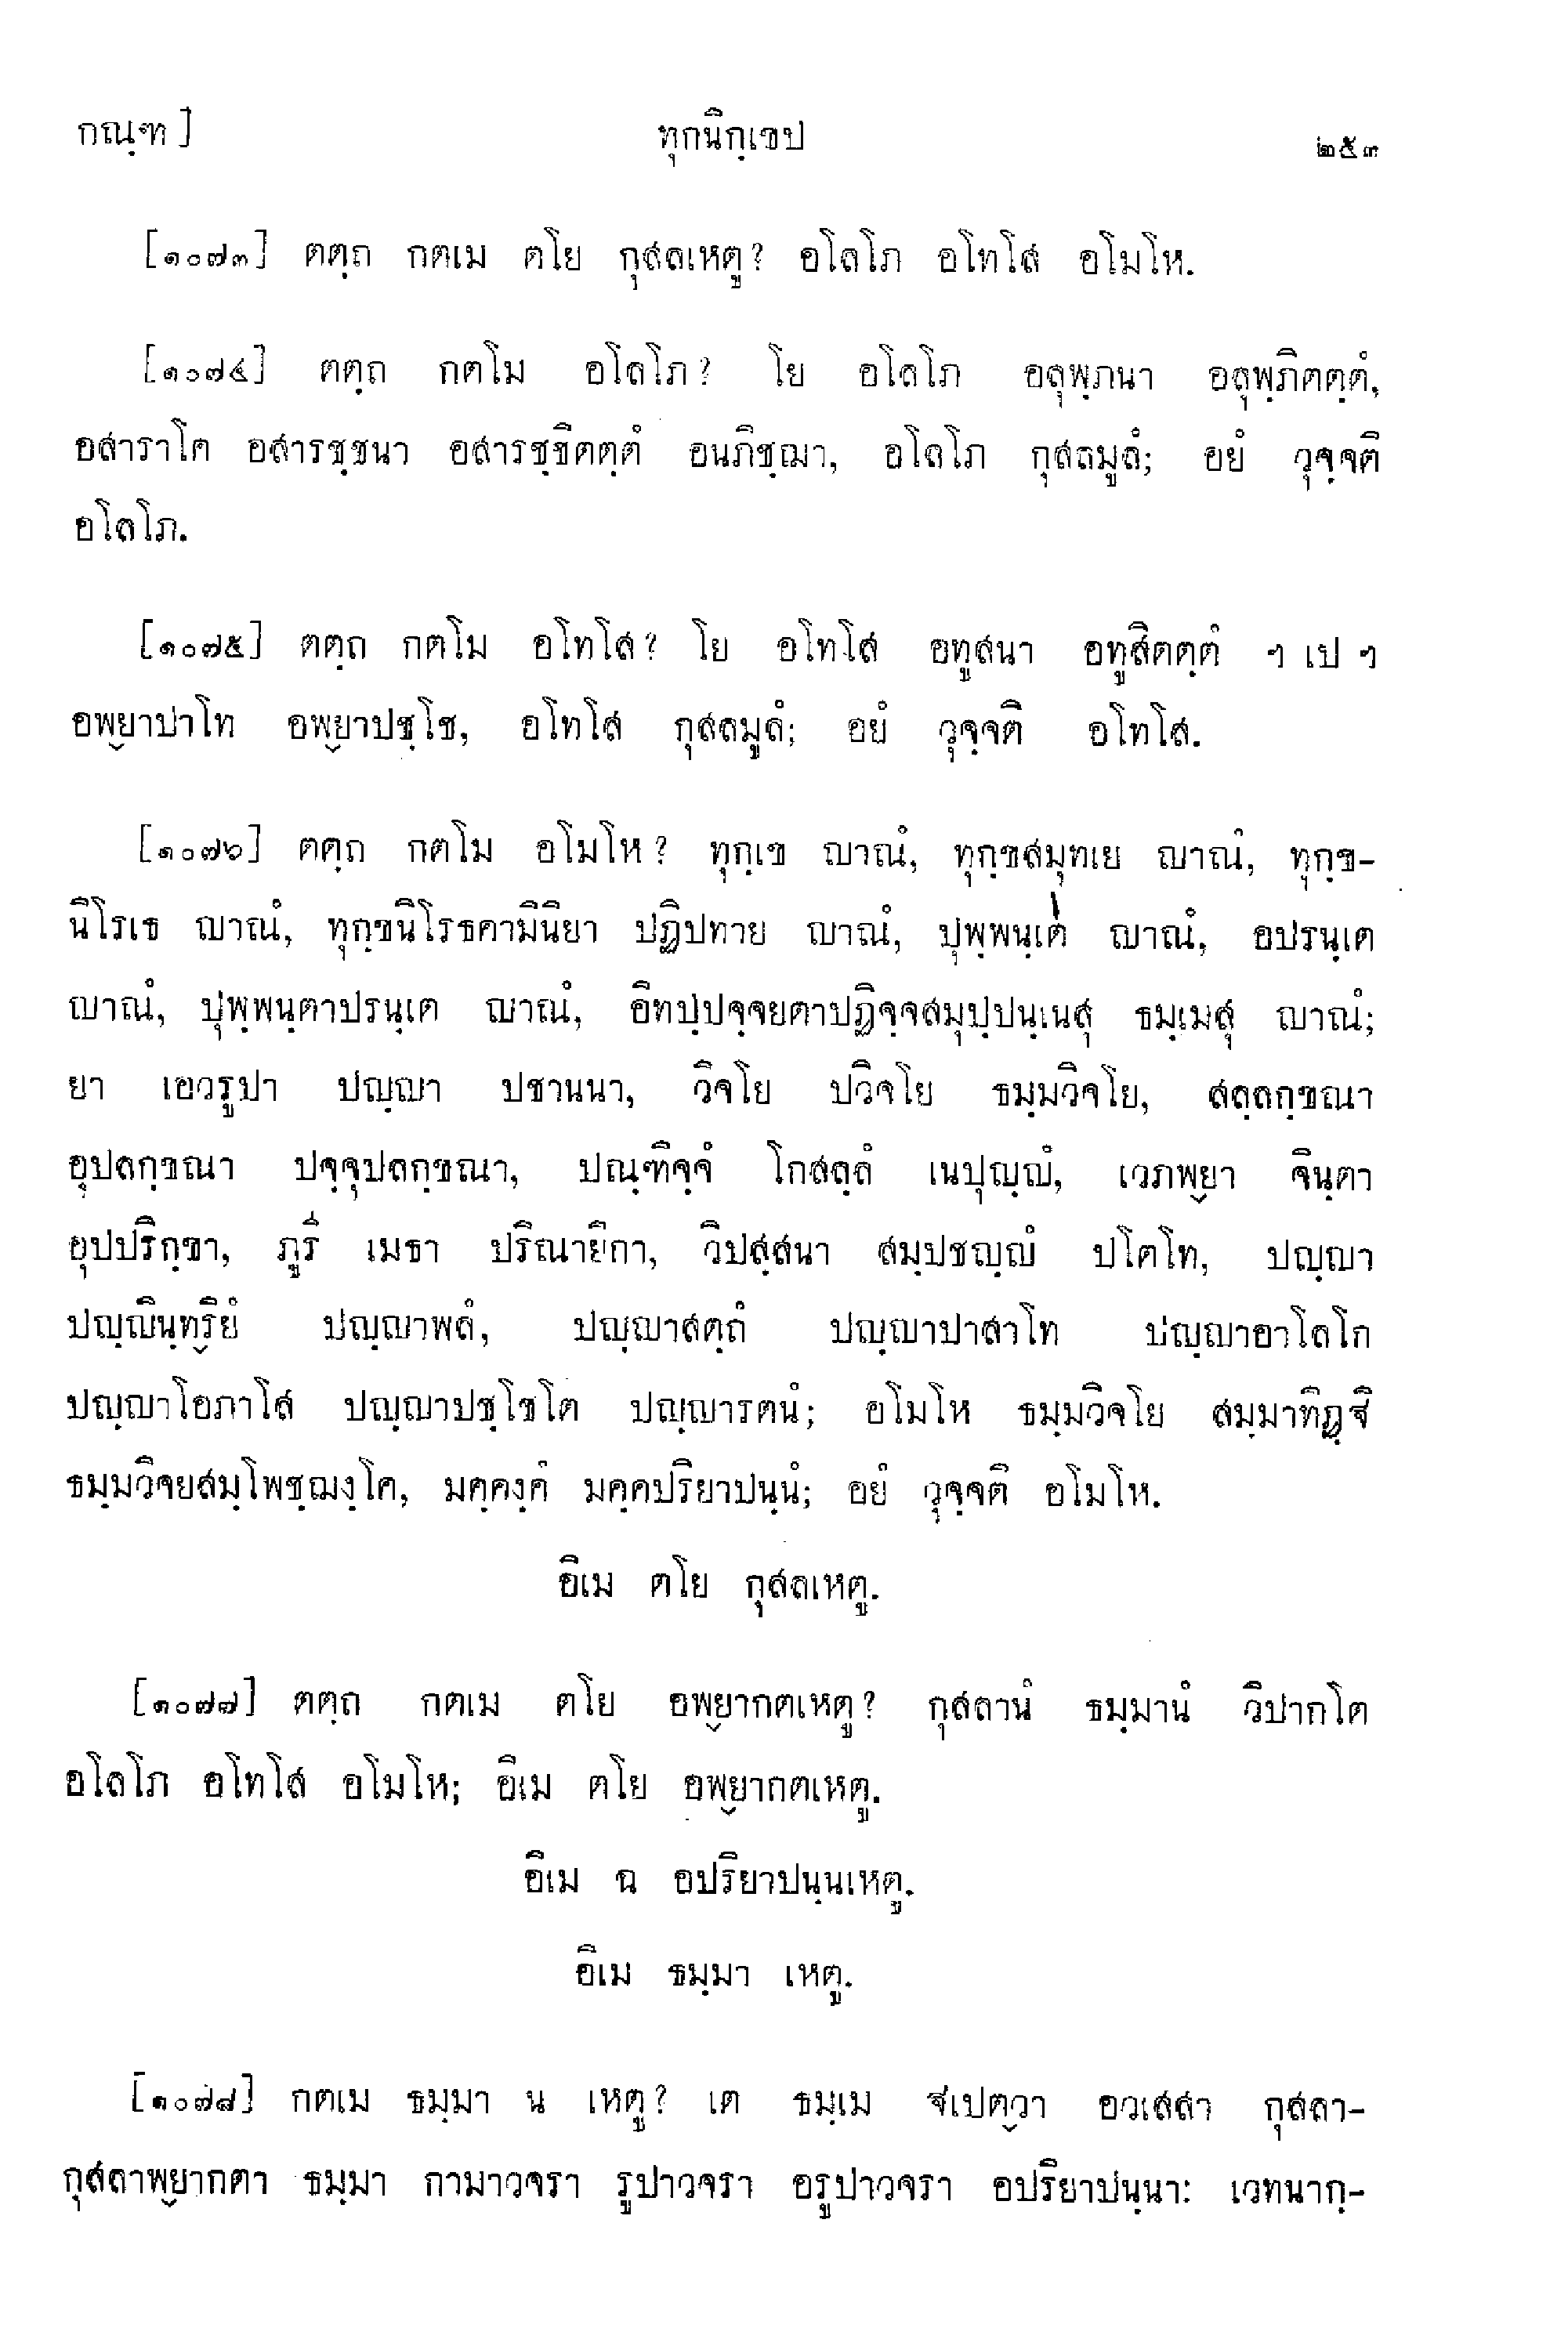 กณฺฑ]
ทุกนิกฺเขป
๒๕๓
[๑๐๗๓] ตตฺถ กตเม ตโย กุสลเหตู? อโลโภ อโทโส อโมโห.
[๑๐๗๔] ตตฺถ กตโม อโลโภ? โย อโลโภ อลุพฺภนา อลุพฺภิตตฺตํ,
อสาราโค อสารชฺชนา อสารชฺชิตตฺตํ อนภิชฺฌา, อโลโภ กุสลมูลํ; อยํ วุจฺจติ
อโลโภ.
[๑๐๗๕] ตตฺถ กตโม อโทโส? โย อโทโส อทูสนา อทูสิตตฺตํ ฯ เป ฯ
อพฺยาปาโท อพฺยาปชฺโช, อโทโส กุสลมูลํ; อยํ วุจฺจติ อโทโส.
[๑๐๗๖] ตตฺถ กตโม อโมโห? ทุกฺเข ญาณํ, ทุกฺขสมุทเย ญาณํ, ทุกฺข-
นิโรเธ ญาณํ, ทุกฺขนิโรธคามินิยา ปฏิปทาย ญาณํ, ปุพฺพนฺเต ญาณํ, อปรนฺเต
ญาณํ, ปุพฺพนฺตาปรนฺเต ญาณํ, อิทปฺปจฺจยตาปฏิจฺจสมุปฺปนฺเนสุ ธมฺเมสุ ญาณํ;
ยา เอวรูปา ปญฺญา ปชานนา, วิจโย ปวิจโย ธมฺมวิจโย, สลฺลกฺขณา
อุปลกฺขณา ปจฺจุปลกฺขณา, ปณฺฑิจฺจํ โกสลฺลํ เนปุญฺญํ, เวภพฺยา จินฺตา
อุปปริกฺขา, ภูริ เมธา ปริณายิกา, วิปสฺสนา สมฺปชญฺญํ ปโตโท, ปญฺญา
ปญฺญินฺทฺริยํ ปญฺญาพลํ, ปญฺญาสตฺถํ ปญฺญาปาสาโท ปญฺญาอาโลโก
ปญฺญาโอภาโส ปญฺญาปชฺโชโต ปญฺญารตนํ; อโมโห ธมฺมวิจโย สมฺมาทิฏฺฐิ
ธมฺมวิจยสมฺโพชฺฌงฺโค, มคฺคงฺคํ มคฺคปริยาปนฺนํ; อยํ วุจฺจติ อโมโห.
อิเม ตโย กุสลเหตู.
[๑๐๗๗] ตตฺถ กตเม ตโย อพฺยากตเหตู? กุสลานํ ธมฺมานํ วิปากโต
อโลโภ อโทโส อโมโห; อิเม ตโย อพฺยากตเหตู.
อิเม ฉ อปริยาปนฺนเหตู.
อิเม ธมฺมา เหตู.
[๑๐๗๘] กตเม ธมฺมา น เหตู? เต ธมฺเม ฐเปตฺวา อวเสสา กุสลา-
กุสลาพฺยากตา ธมฺมา กามาวจรา รูปาวจรา อรูปาวจรา อปริยาปนฺนา: เวทนากฺ-